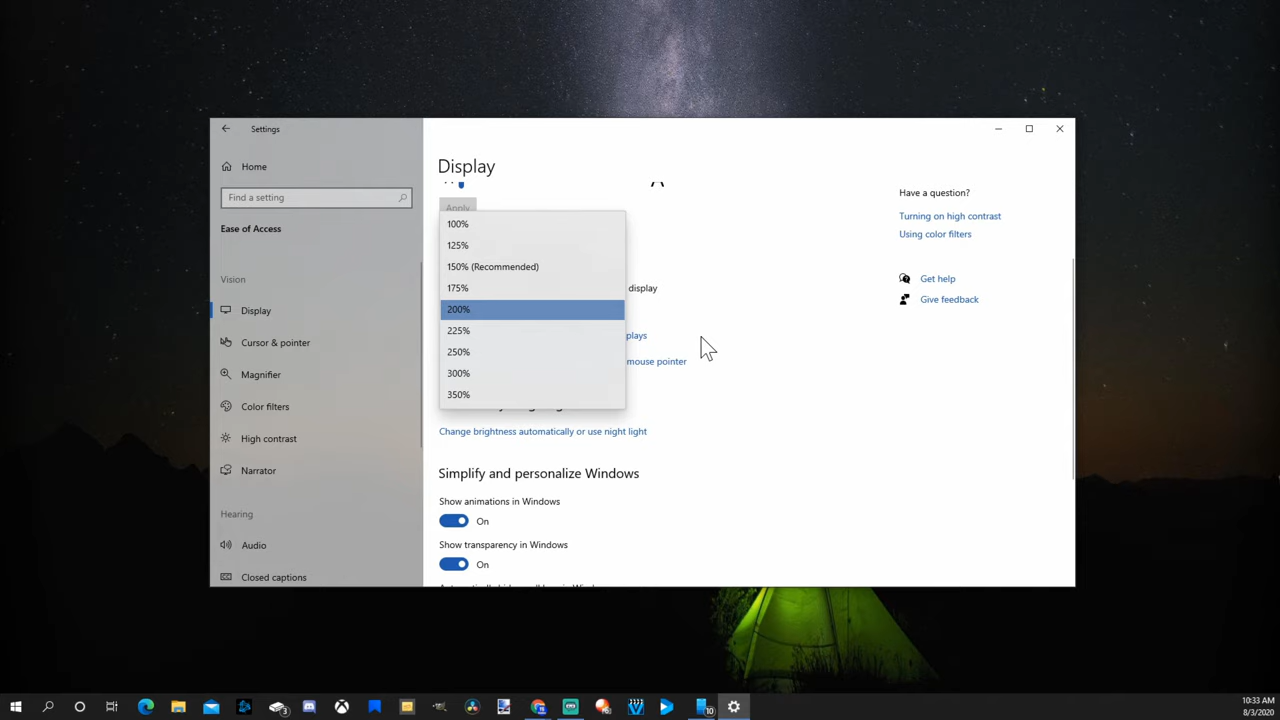 Settings
Home
Find a setting
Ease of Access
Vision
Display
Cursor & pointer
Magnifier
Color filters
High contrast
Narrator
Hearing
Audio
Closed captions
Display
Apply
100%
125%
150% (Recommended)
175%
200%
225%
250%
300%
350%
display
plays
mouse pointer
Change brightness automatically or use night light
Simplify and personalize Windows
Show animations in Windows
On
Show transparency in Windows
On
Have a question?
Turning on high contrast
Using color filters
Get help
Give feedback
10:33 AM
8/3/2020